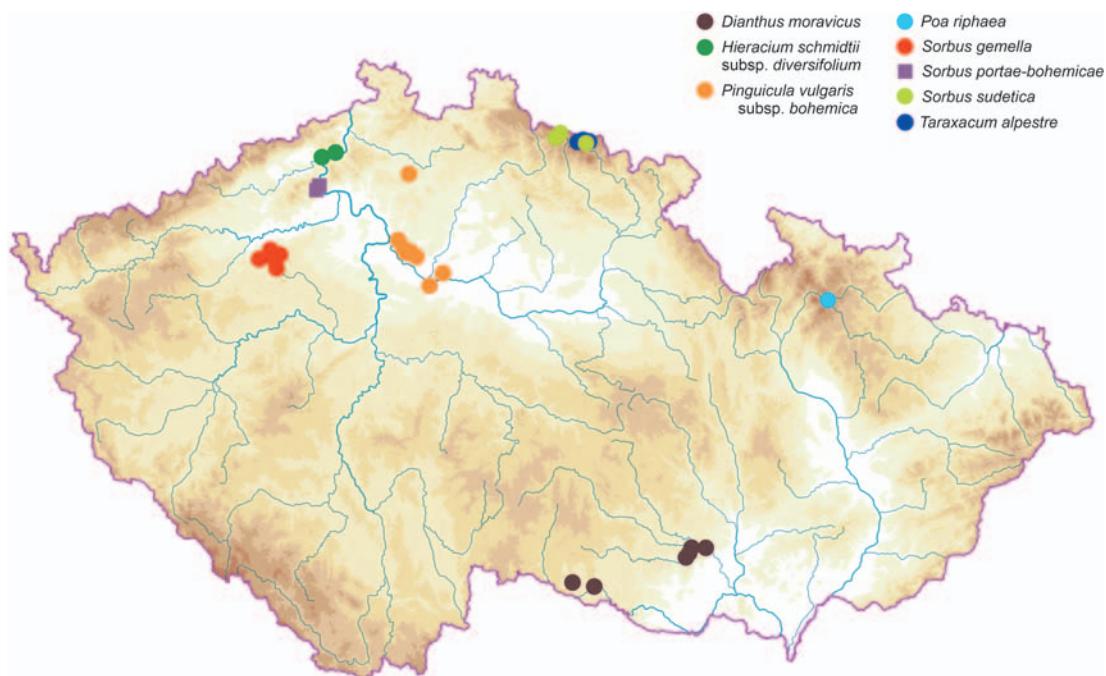 Dianthus moravicus
Hieracium schmidtii
subsp. diversifolium
Pinguicula vulgaris
subsp. bohemica
Poa riphaea
Sorbus gemella
Sorbus portae-bohemicae
Sorbus sudetica
Taraxacum alpestre